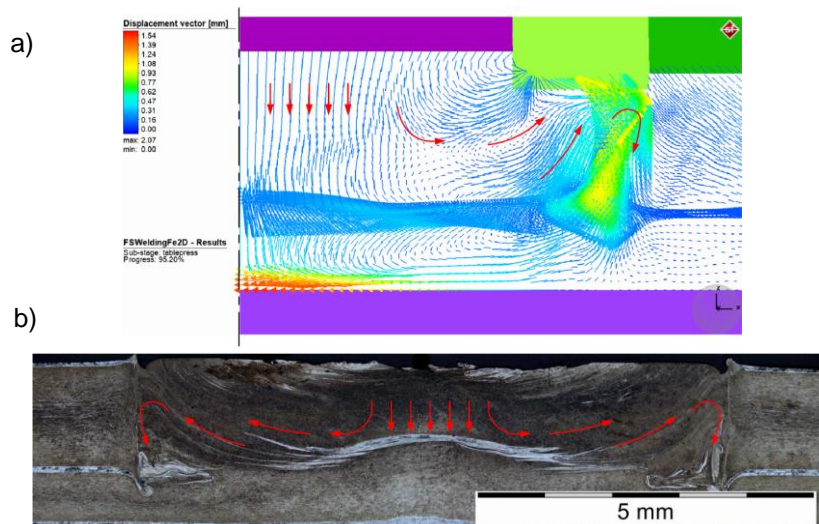 a)
Displacement vector [mm]
1.54
1.39
1.24
1.08
0.93
0.77
0.62
0.46
0.31
0.16
0.00
max: 2.07
min: 0.00
FSWeldingFe2D - Results
Sub-stage: tablepress
Progress: 95.20%
b)
5 mm